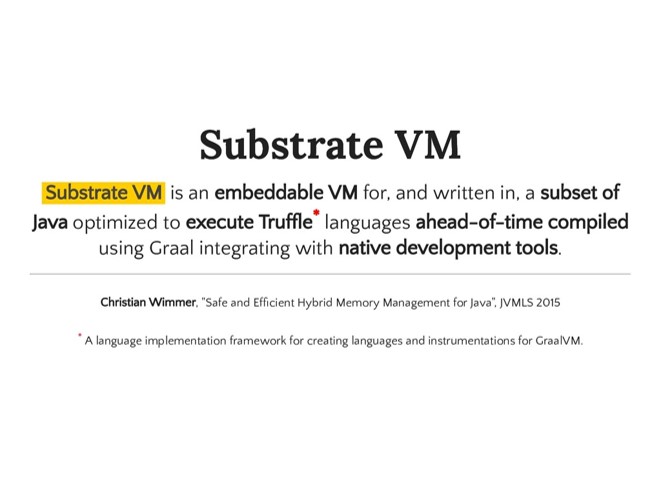 Substrate VM
Substrate VM is an embeddable VM for, and written in, a subset of
Java optimized to execute Truffle* languages ahead-of-time compiled
using Graal integrating with native development tools.
Christian Wimmer, "Safe and Efficient Hybrid Memory Management for Java", JVMLS 2015
* A language implementation framework for creating languages and instrumentations for GraalVM.